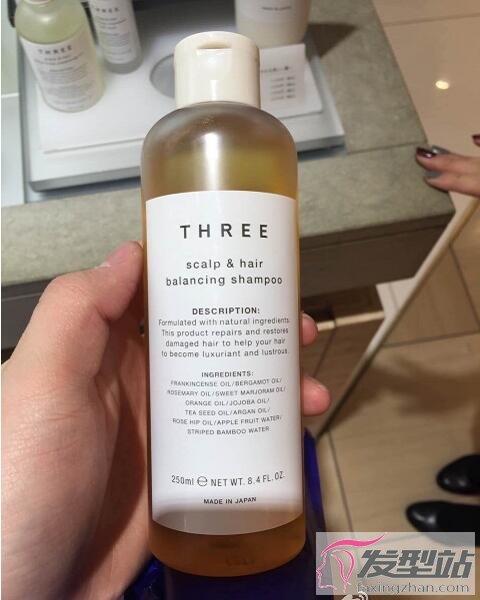 THREE
THREE
scalp & hair
balancing shampoo
DESCRIPTION:
Formulated with natural ingredients.
This product repairs and restores
damaged hair to help your hair
to become luxuriant and lustrous.
INGREDIENTS:
FRANKINCENSE OIL/BERGAMOT OIL/
ROSEMARY OIL/SWEET MARJORAM OIL/
ORANGE OIL/JOJOBA OIL/
TEA SEED OIL/ARGAN OIL/
ROSE HIP OIL/APPLE FRUIT WATER/
STRIPED BAMBOO WATER
250ml ℮ NET WT. 8.4 FL. OZ.
MADE IN JAPAN
发型站
faxingzhan.com